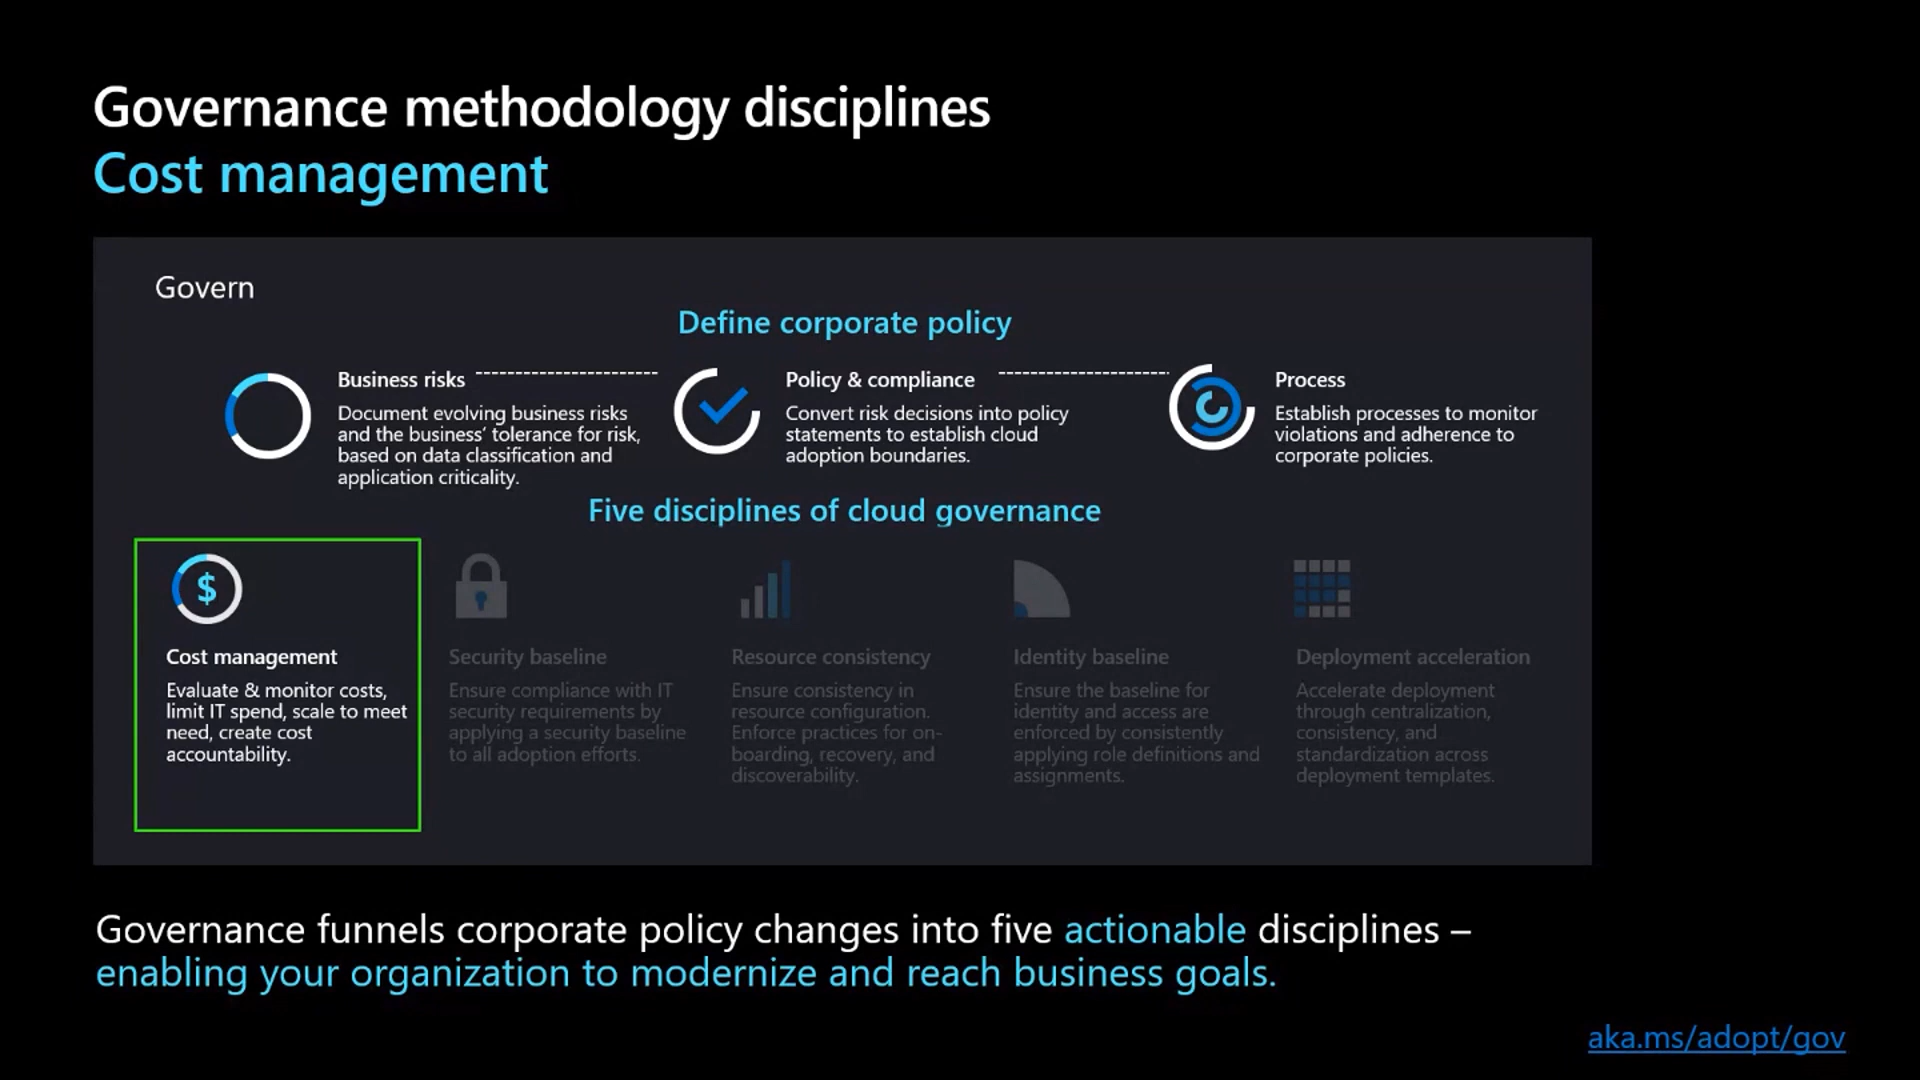 Governance methodology disciplines
Cost management
Govern
Define corporate policy
Business risks
Document evolving business risks
and the business' tolerance for risk,
based on data classification and
application criticality.
Policy & compliance
Convert risk decisions into policy
statements to establish cloud
adoption boundaries.
Process
Establish processes to monitor
violations and adherence to
corporate policies.
Five disciplines of cloud governance
$
Cost management
Evaluate & monitor costs,
limit IT spend, scale to meet
need, create cost
accountability.
Security baseline
Ensure compliance with IT
security requirements by
applying a security baseline
to all adoption efforts.
Resource consistency
Ensure consistency in
resource configuration.
Enforce practices for on-
boarding, recovery, and
discoverability.
Identity baseline
Ensure the baseline for
identity and access are
enforced by consistently
applying role definitions and
assignments.
Deployment acceleration
Accelerate deployment
through centralization,
consistency, and
standardization across
deployment templates.
Governance funnels corporate policy changes into five actionable disciplines –
enabling your organization to modernize and reach business goals.
aka.ms/adopt/gov